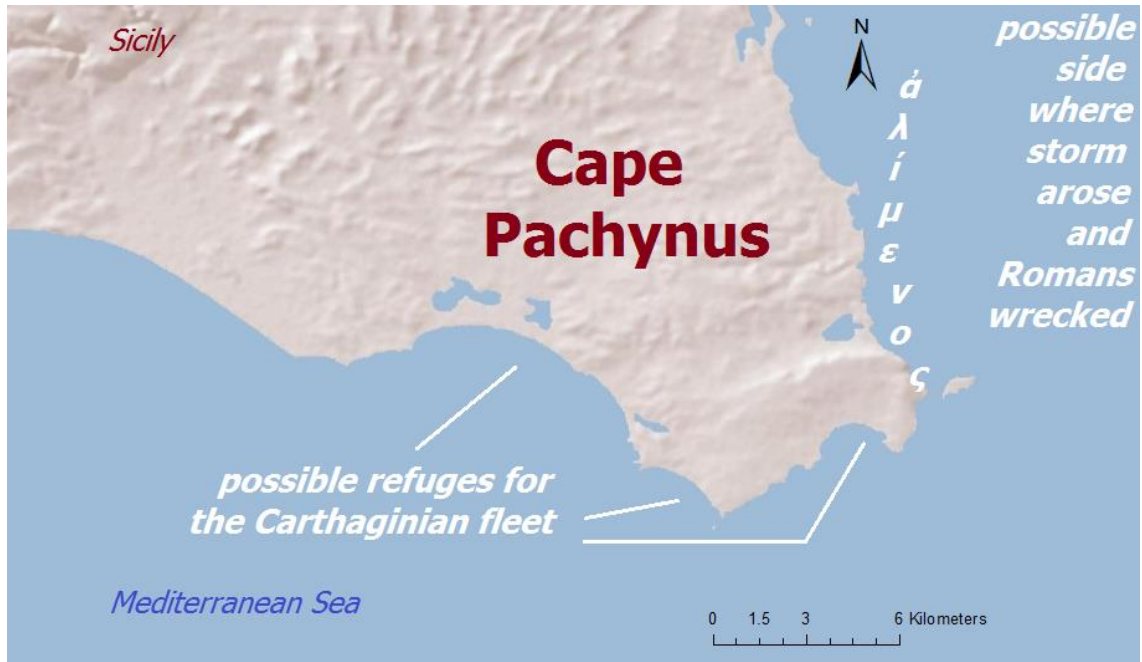 Sicily
N
possible
side
where
storm
arose
and
Romans
wrecked
ἀλίμενος
Cape
Pachynus
possible refuges for
the Carthaginian fleet
Mediterranean Sea
0 1.5 3 6 Kilometers